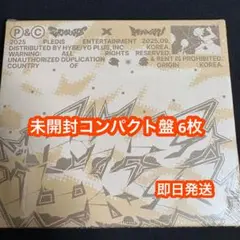 P&C
2025 PLEDIS ENTERTAINMENT 2025.09.
DISTRIBUTED BY HYBE/YG PLUS, INC. KOREA.
WARNING: ALL RIGHTS RESERVED.
UNAUTHORIZED DUPLICATION & RENT IS PROHIBITED.
COUNTRY OF ORIGIN KOREA.
未開封コンパクト盤 6枚
即日発送